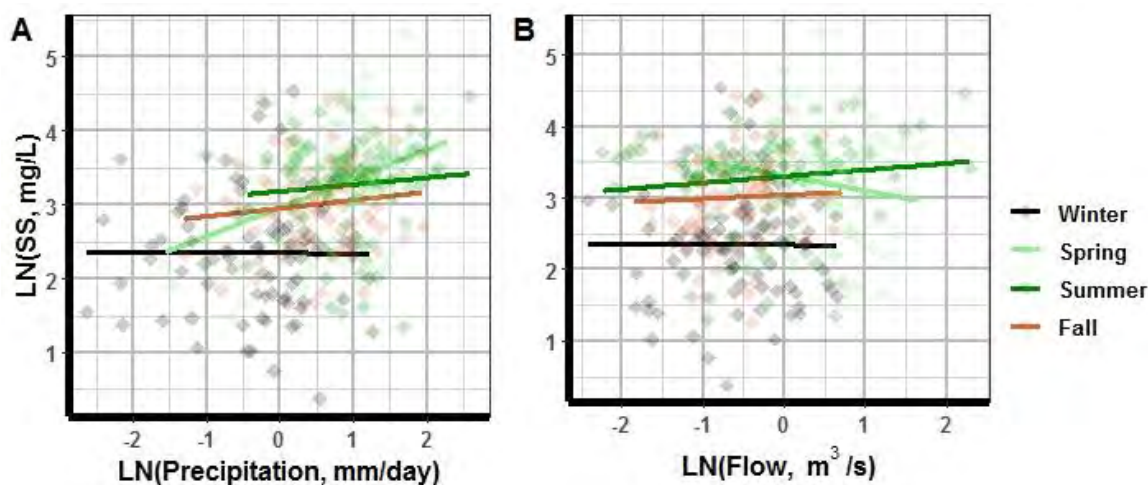 A
B
LN(SS, mg/L)
5
4
3
2
1
-2
-1
0
1
2
LN(Precipitation, mm/day)
5
4
3
2
1
-2
-1
0
1
2
LN(Flow, m³/s)
Winter
Spring
Summer
Fall